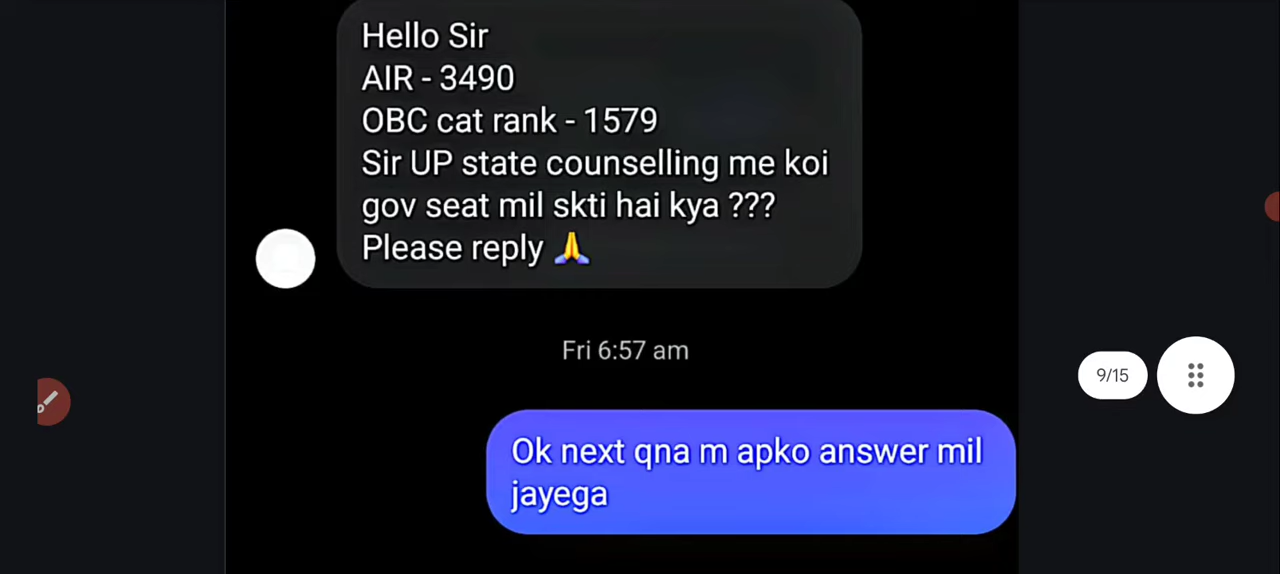 Hello Sir
AIR - 3490
OBC cat rank - 1579
Sir UP state counselling me koi
gov seat mil skti hai kya ???
Please reply 🙏
Fri 6:57 am
9/15
Ok next qna m apko answer mil
jayega